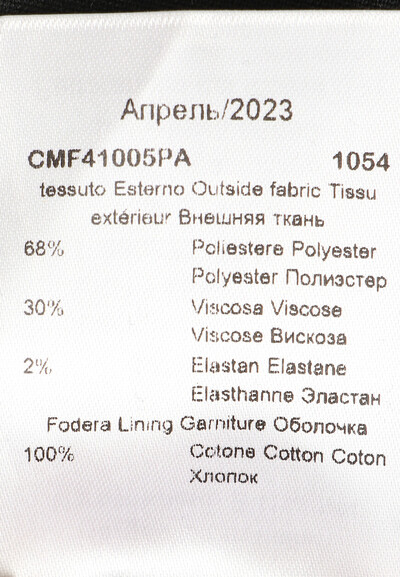 Апрель/2023
CMF41005PA 1054
tessuto Esterno Outside fabric Tissu
extérieur Внешняя ткань
68% Poliestere Polyester
Polyester Полиэстер
30% Viscosa Viscose
Viscose Вискоза
2% Elastan Elastane
Elasthanne Эластан
Fodera Lining Garniture Оболочка
100% Cotone Cotton Coton
Хлопок